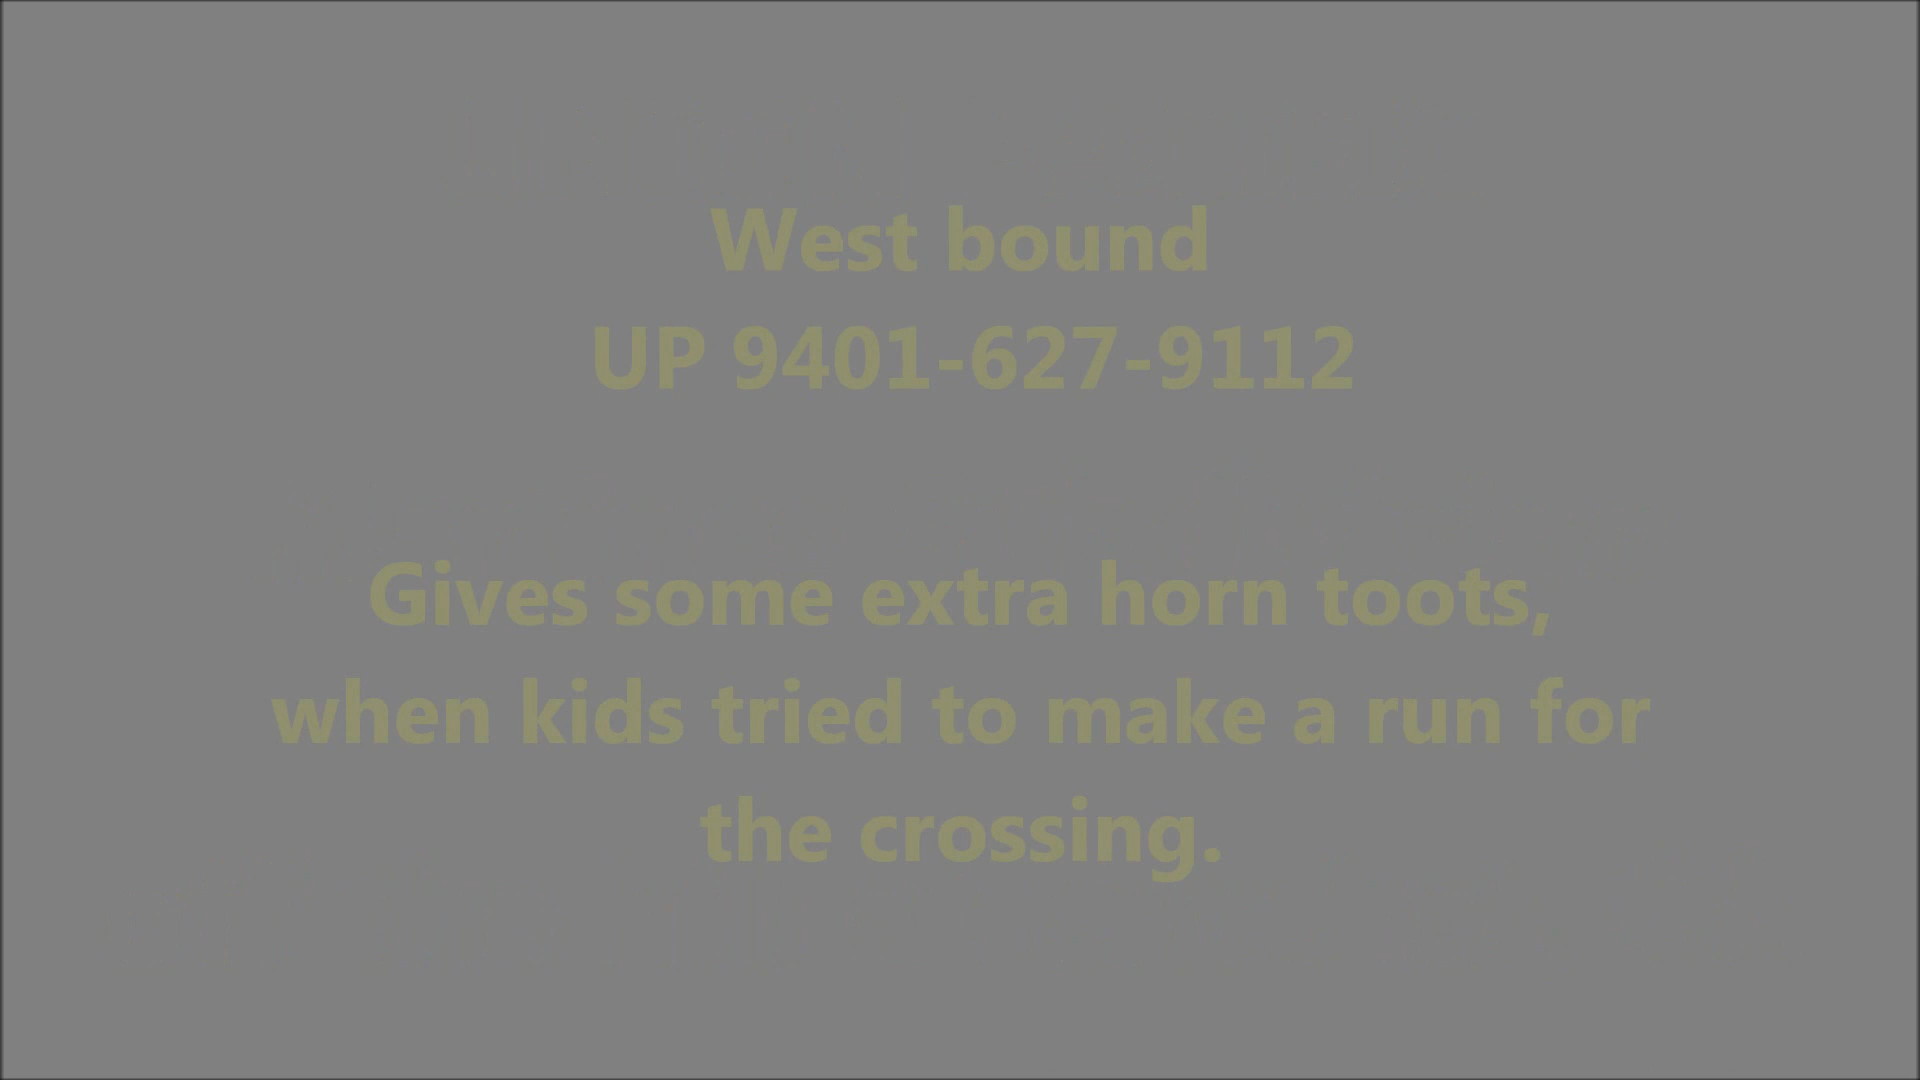 West bound
UP 9401-627-9112
Gives some extra horn toots,
when kids tried to make a run for
the crossing.